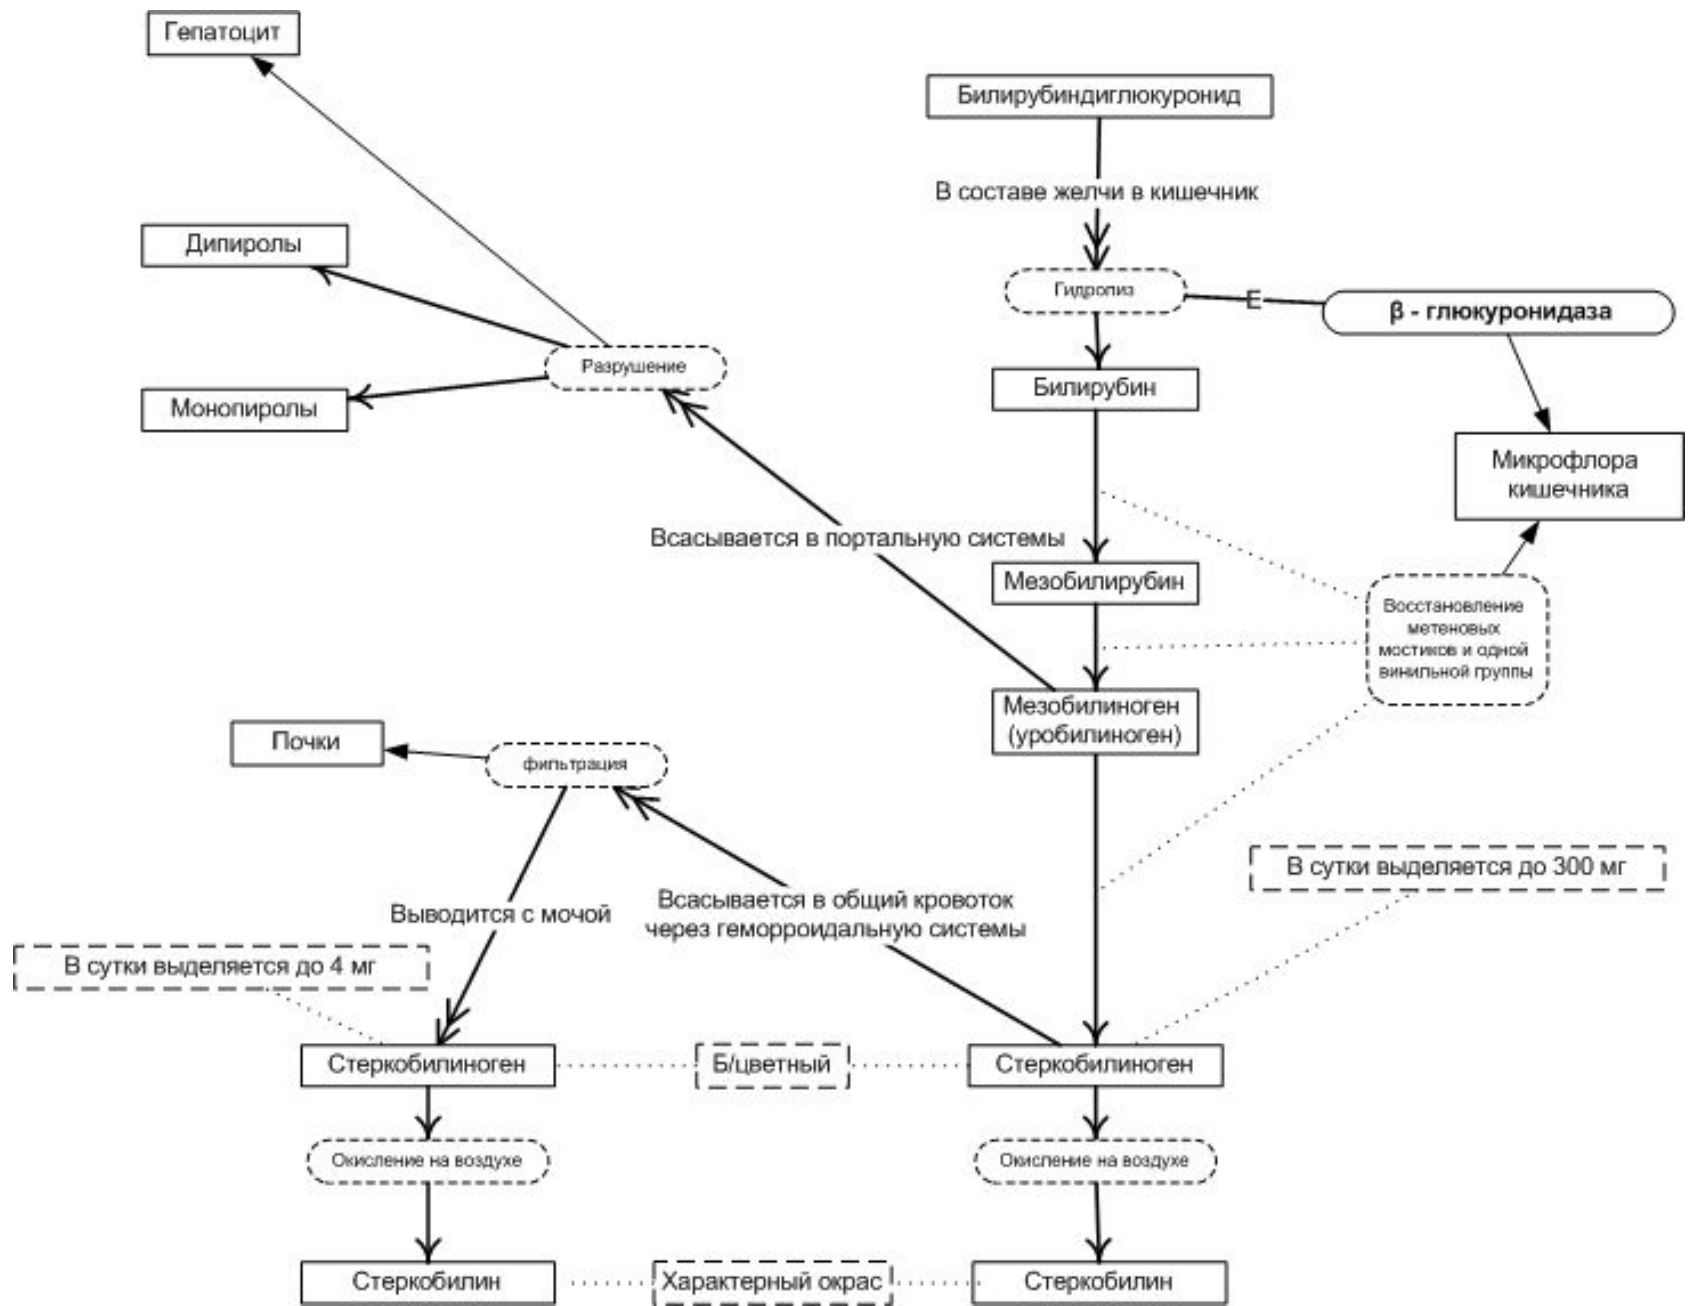 Гепатоцит
Билирубиндиглюкуронид
В составе желчи в кишечник
Дипиролы
Гидролиз
E
β - глюкуронидаза
Разрушение
Билирубин
Монопиролы
Микрофлора
кишечника
Всасывается в портальную системы
Мезобилирубин
Восстановление
метеновых
мостиков и одной
винильной группы
Мезобилиноген
(уробилиноген)
Почки
фильтрация
В сутки выделяется до 300 мг
Выводится с мочой
Всасывается в общий кровоток
через геморроидальную системы
В сутки выделяется до 4 мг
Стеркобилиноген
Б/цветный
Стеркобилиноген
Окисление на воздухе
Окисление на воздухе
Стеркобилин
Характерный окрас
Стеркобилин